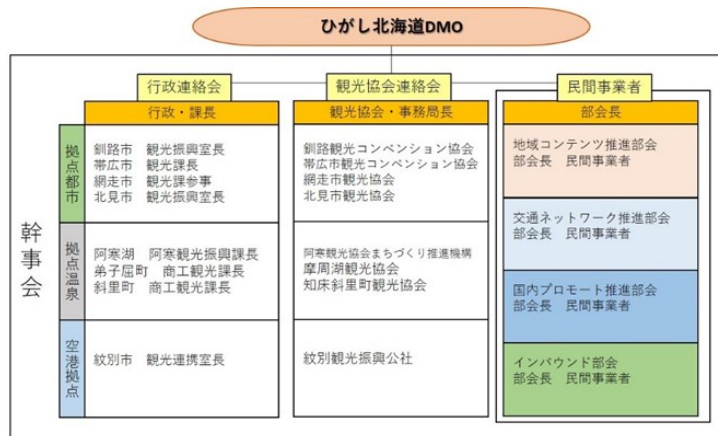 ひがし北海道DMO
幹事会
行政連絡会
観光協会連絡会
民間事業者
行政・課長
観光協会・事務局長
部会長
拠点都市
釧路市 観光振興室長
帯広市 観光課長
網走市 観光課参事
北見市 観光振興室長
釧路観光コンベンション協会
帯広市観光コンベンション協会
網走市観光協会
北見市観光協会
地域コンテンツ推進部会
部会長 民間事業者
拠点温泉
阿寒湖 阿寒観光振興課長
弟子屈町 商工観光課長
斜里町 商工観光課長
阿寒観光協会まちづくり推進機構
摩周湖観光協会
知床斜里町観光協会
交通ネットワーク推進部会
部会長 民間事業者
国内プロモート推進部会
部会長 民間事業者
空港拠点
紋別市 観光連携室長
紋別観光振興公社
インバウンド部会
部会長 民間事業者